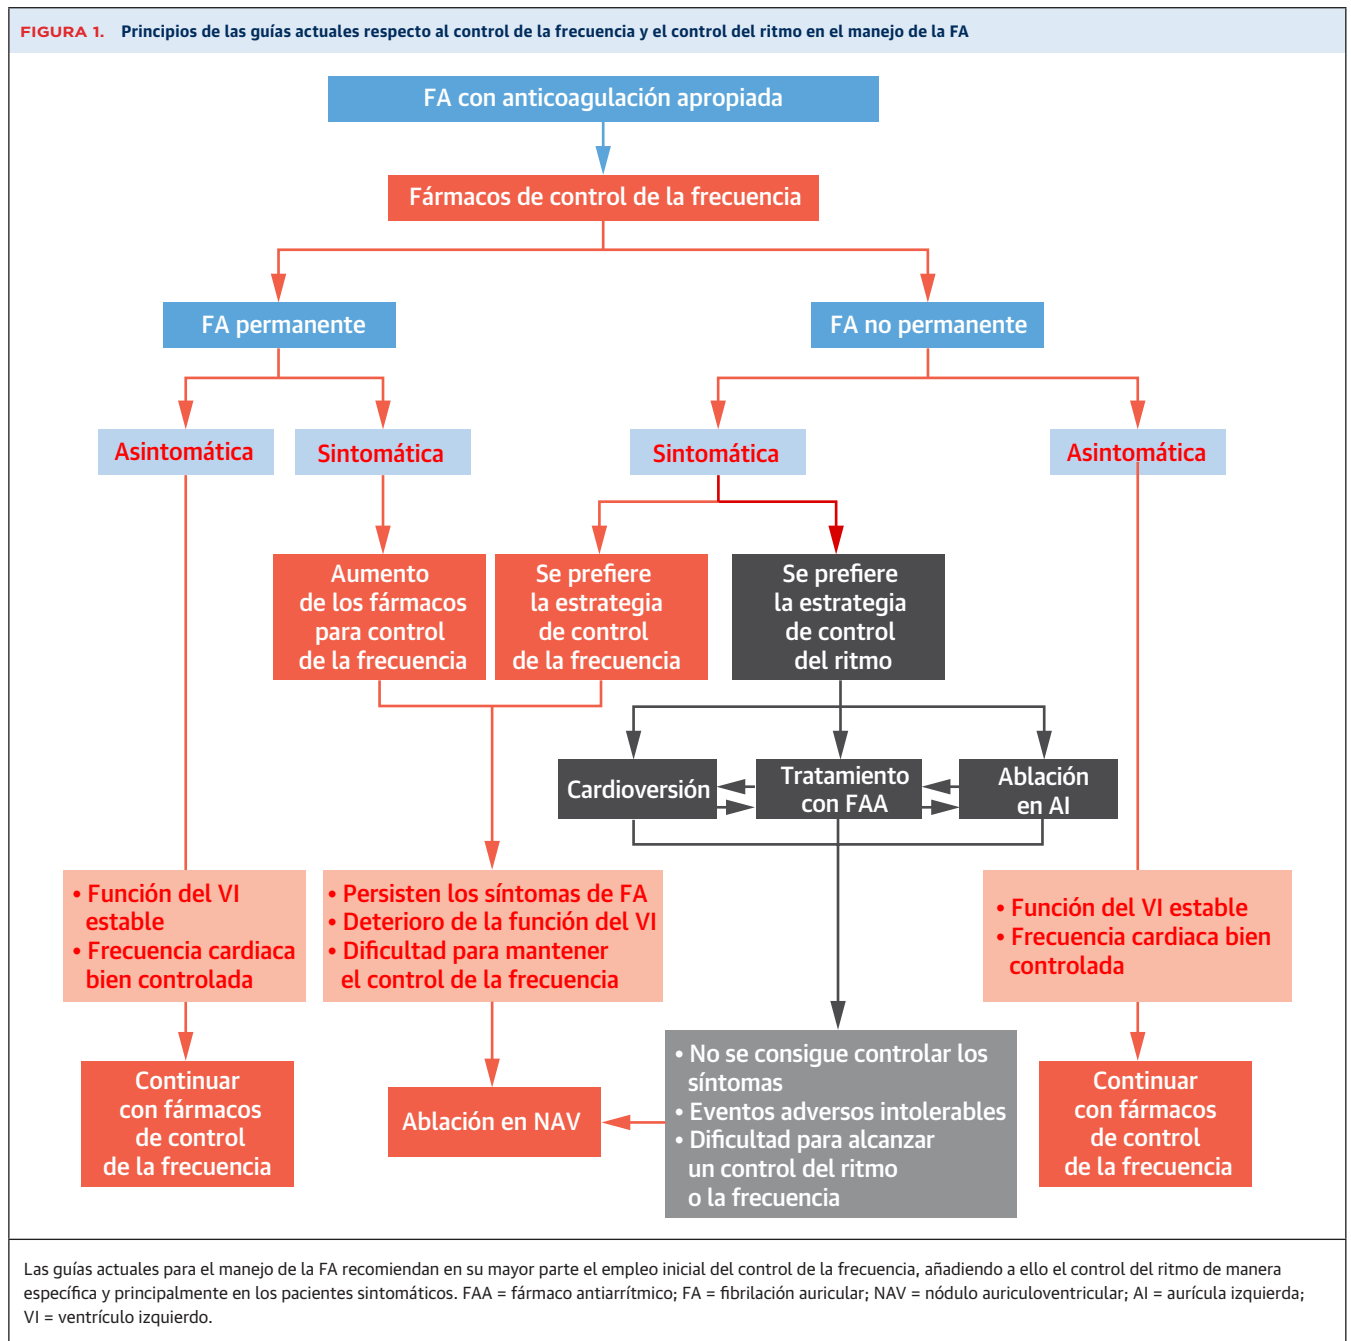 FIGURA 1. Principios de las guías actuales respecto al control de la frecuencia y el control del ritmo en el manejo de la FA
FA con anticoagulación apropiada
Fármacos de control de la frecuencia
FA permanente
FA no permanente
Asintomática
Sintomática
Sintomática
Asintomática
Aumento
de los fármacos
para control
de la frecuencia
Se prefiere
la estrategia
de control
de la frecuencia
Se prefiere
la estrategia
de control
del ritmo
Cardioversión
Tratamiento
con FAA
Ablación
en AI
• Función del VI
estable
• Frecuencia cardiaca
bien controlada
• Persisten los síntomas de FA
• Deterioro de la función del VI
• Dificultad para mantener
el control de la frecuencia
• Función del VI estable
• Frecuencia cardiaca bien
controlada
Continuar
con fármacos
de control
de la frecuencia
Ablación en NAV
• No se consigue controlar los
síntomas
• Eventos adversos intolerables
• Dificultad para alcanzar
un control del ritmo
o la frecuencia
Continuar
con fármacos
de control
de la frecuencia
Las guías actuales para el manejo de la FA recomiendan en su mayor parte el empleo inicial del control de la frecuencia, añadiendo a ello el control del ritmo de manera
específica y principalmente en los pacientes sintomáticos. FAA = fármaco antiarrítmico; FA = fibrilación auricular; NAV = nódulo auriculoventricular; AI = aurícula izquierda;
VI = ventrículo izquierdo.